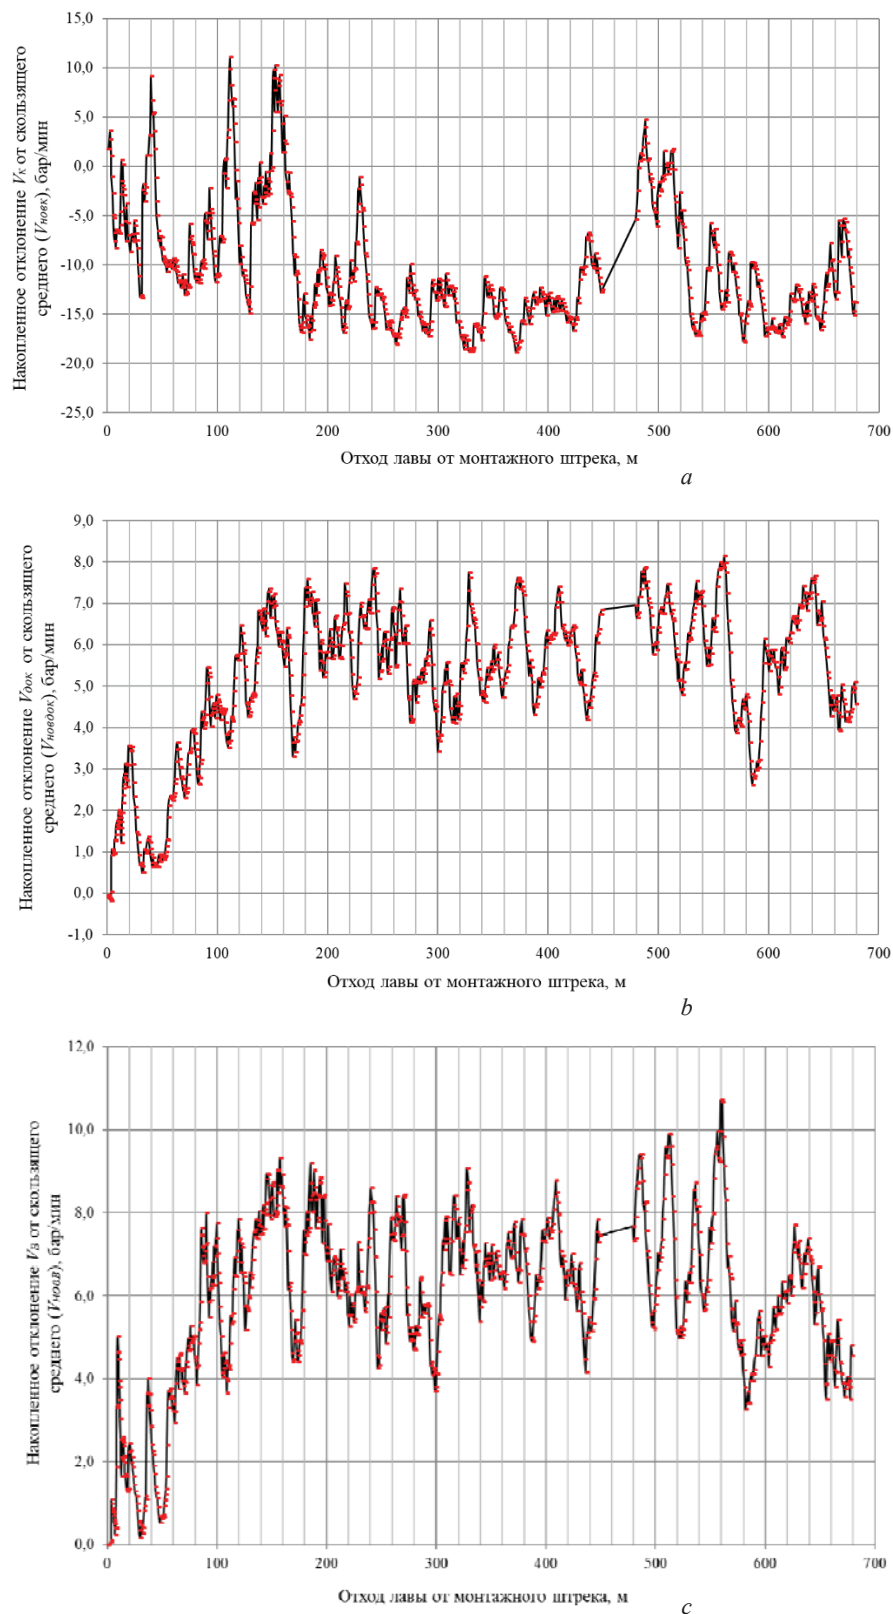 Накопленное отклонение Vк от скользящего
среднего (Vновк), бар/мин
15,0
10,0
5,0
0,0
-5,0
-10,0
-15,0
-20,0
-25,0
0 100 200 300 400 500 600 700
Отход лавы от монтажного штрека, м
a
Накопленное отклонение Vдок от скользящего
среднего (Vновдок), бар/мин
9,0
8,0
7,0
6,0
5,0
4,0
3,0
2,0
1,0
0,0
-1,0
0 100 200 300 400 500 600 700
Отход лавы от монтажного штрека, м
b
Накопленное отклонение Vв от скользящего
среднего (Vновв), бар/мин
12,0
10,0
8,0
6,0
4,0
2,0
0,0
0 100 200 300 400 500 600 700
Отход лавы от монтажного штрека, м
c